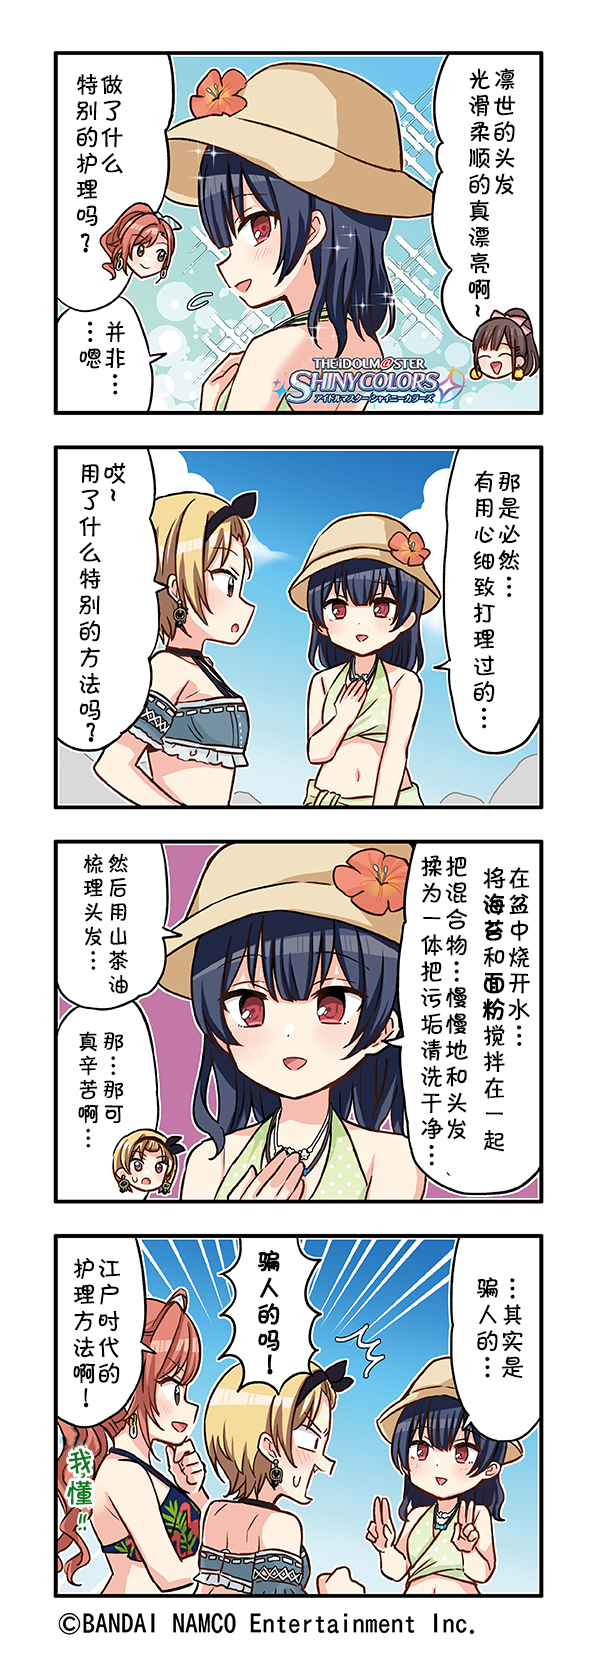 凛世的头发
光滑柔顺的真漂亮啊～
做了什么
特别的护理吗？
并非…
…嗯
THE iDOLM@STER
SHINY COLORS
アイドルマスター シャイニーカラーズ
那是必然…
有用心细致打理过的…
哎～
用了什么特别的方法吗？
在盆中烧开水…
将海苔和面粉搅拌在一起
把混合物…慢慢地和头发
揉为一体把污垢清洗干净…
然后用山茶油
梳理头发…
那…那可
真辛苦啊…
…其实是
骗人的…
骗人的吗！
江户时代的
护理方法啊！
我懂!!
©BANDAI NAMCO Entertainment Inc.